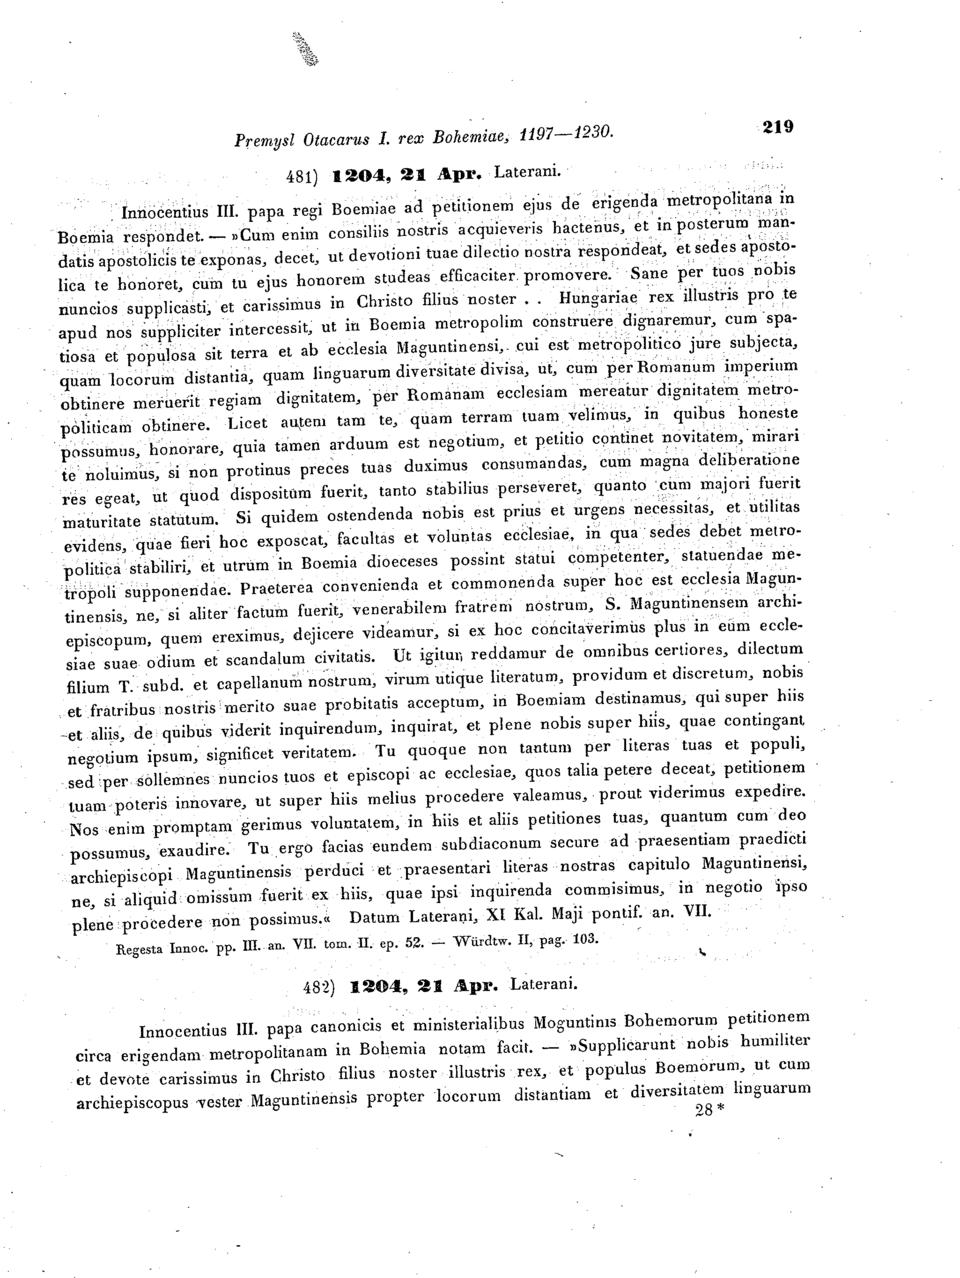 Premysl Otacarus I. rex Bohemiae, 1197—1230. 219
481) 1204, 21 Apr. Laterani.
Innocentius III. papa regi Boemiae ad petitionem ejus de erigenda metropolitana in
Boemia respondet. — »Cum enim consiliis nostris acquieveris hactenus, et in posterum man-
datis apostolicis te exponas, decet, ut devotioni tuae dilectio nostra respondeat, et sedes aposto-
lica te honoret, cum tu ejus honorem studeas efficaciter promovere. Sane per tuos nobis
nuncios supplicasti, et carissimus in Christo filius noster . . Hungariae rex illustris pro te
apud nos suppliciter intercessit, ut in Boemia metropolim construere dignaremur, cum spa-
tiosa et populosa sit terra et ab ecclesia Maguntinensi, cui est metropolitico jure subjecta,
quam locorum distantia, quam linguarum diversitate divisa, ut, cum per Romanum imperium
obtinere meruerit regiam dignitatem, per Romanam ecclesiam mereatur dignitatem metro-
politicam obtinere. Licet autem tam te, quam terram tuam velimus, in quibus honeste
possumus, honorare, quia tamen arduum est negotium, et petitio continet novitatem, mirari
te noluimus, si non protinus preces tuas duximus consumandas, cum magna deliberatione
res egeat, ut quod dispositum fuerit, tanto stabilius perseveret, quanto cum majori fuerit
maturitate statutum. Si quidem ostendenda nobis est prius et urgens necessitas, et utilitas
evidens, quae fieri hoc exposcat, facultas et voluntas ecclesiae, in qua sedes debet metro-
politica stabiliri, et utrum in Boemia dioeceses possint statui competenter, statuendae me-
tropoli supponendae. Praeterea convenienda et commonenda super hoc est ecclesia Magun-
tinensis, ne, si aliter factum fuerit, venerabilem fratrem nostrum, S. Maguntinensem archi-
episcopum, quem ereximus, dejicere videamur, si ex hoc concitaverimus plus in eum eccle-
siae suae odium et scandalum civitatis. Ut igitur, reddamur de omnibus certiores, dilectum
filium T. subd. et capellanum nostrum, virum utique literatum, providum et discretum, nobis
et fratribus nostris merito suae probitatis acceptum, in Boemiam destinamus, qui super hiis
et aliis, de quibus viderit inquirendum, inquirat, et plene nobis super hiis, quae contingant
negotium ipsum, significet veritatem. Tu quoque non tantum per literas tuas et populi,
sed per sollemnes nuncios tuos et episcopi ac ecclesiae, quos talia petere deceat, petitionem
tuam poteris innovare, ut super hiis melius procedere valeamus, prout viderimus expedire.
Nos enim promptam gerimus voluntatem, in hiis et aliis petitiones tuas, quantum cum deo
possumus, exaudire. Tu ergo facias eundem subdiaconum secure ad praesentiam praedicti
archiepiscopi Maguntinensis perduci et praesentari literas nostras capitulo Maguntinensi,
ne, si aliquid omissum fuerit ex hiis, quae ipsi inquirenda commisimus, in negotio ipso
plene procedere non possimus.« Datum Laterani, XI Kal. Maji pontif. an. VII.
Regesta Innoc. pp. III. an. VII. tom. II. ep. 52. — Würdtw. II, pag. 103.
482) 1204, 21 Apr. Laterani.
Innocentius III. papa canonicis et ministerialibus Moguntinis Bohemorum petitionem
circa erigendam metropolitanam in Bohemia notam facit. — »Supplicarunt nobis humiliter
et devote carissimus in Christo filius noster illustris rex, et populus Boemorum, ut cum
archiepiscopus vester Maguntinensis propter locorum distantiam et diversitatem linguarum
28*